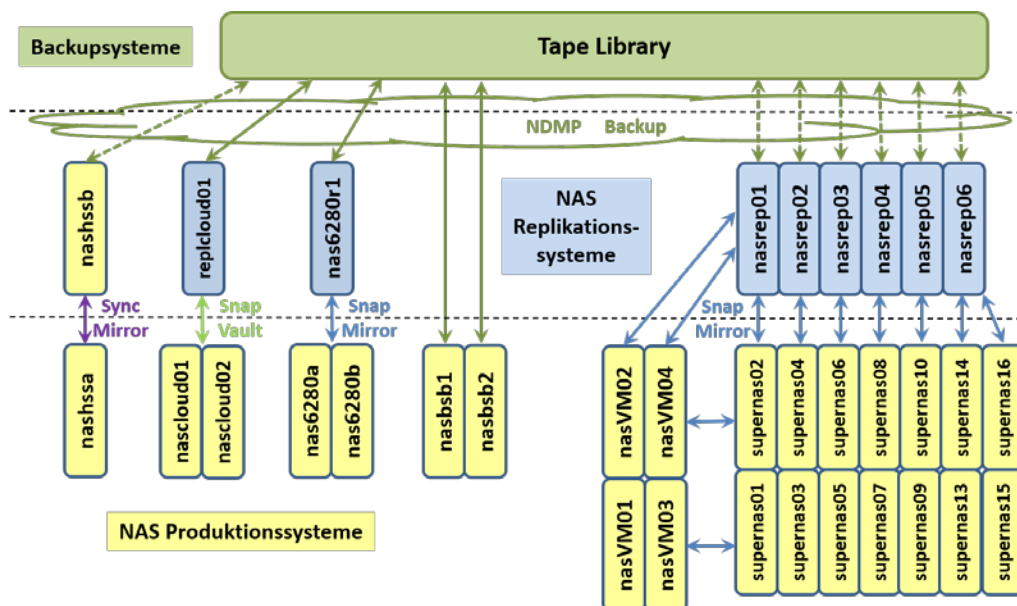 Backupsysteme
Tape Library
NDMP Backup
nashssb
replcloud01
nas6280r1
NAS
Replikations-
systeme
nasrep01
nasrep02
nasrep03
nasrep04
nasrep05
nasrep06
Sync
Mirror
Snap
Vault
Snap
Mirror
Snap
Mirror
nashssa
nascloud01
nascloud02
nas6280a
nas6280b
nasbsb1
nasbsb2
nasVM02
nasVM04
supernas02
supernas04
supernas06
supernas08
supernas10
supernas14
supernas16
NAS Produktionssysteme
nasVM01
nasVM03
supernas01
supernas03
supernas05
supernas07
supernas09
supernas13
supernas15